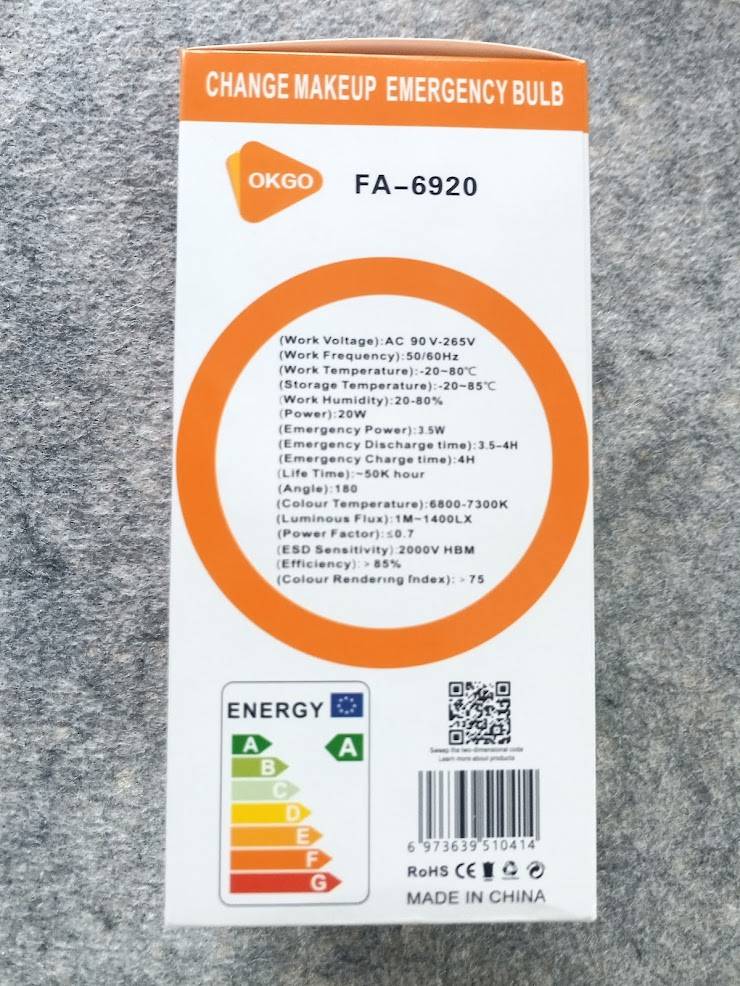 CHANGE MAKEUP EMERGENCY BULB
OKGO
FA-6920
(Work Voltage):AC 90V-265V
(Work Frequency):50/60Hz
(Work Temperature):-20~80℃
(Storage Temperature):-20~85℃
(Work Humidity):20-80%
(Power):20W
(Emergency Power):3.5W
(Emergency Discharge time):3.5-4H
(Emergency Charge time):4H
(Life Time):~50K hour
(Angle):180
(Colour Temperature):6800-7300K
(Luminous Flux):1M~1400LX
(Power Factor):≤0.7
(ESD Sensitivity):2000V HBM
(Efficiency):>85%
(Colour Rendering Index):>75
ENERGY
A
A
B
C
D
E
F
G
Sweep the two-dimensional code
Learn more about products
6 973639 510414
RoHS CE
MADE IN CHINA